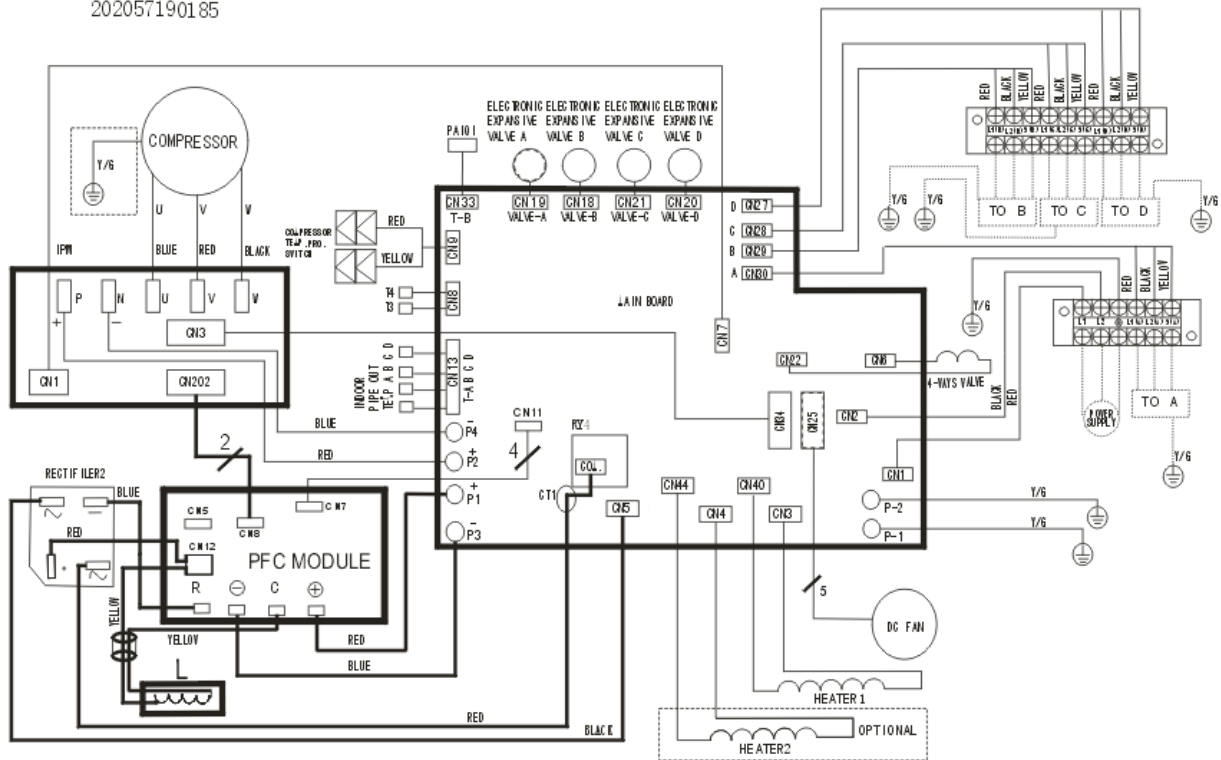 202057190185
COMPRESSOR
Y/G
U
V
W
BLUE
RED
BLACK
IPM
P
N
U
V
W
+
−
CN3
CN1
CN202
COMPRESSOR
TEMP.PRO.
SWITCH
RED
YELLOW
PA101
ELECTRONIC
EXPANSIVE
VALVE A
ELECTRONIC
EXPANSIVE
VALVE B
ELECTRONIC
EXPANSIVE
VALVE C
ELECTRONIC
EXPANSIVE
VALVE D
CN33
T-B
CN19
VALVE-A
CN18
VALVE-B
CN21
VALVE-C
CN20
VALVE-D
CN9
T4
T3
CN8
INDOOR
PIPE OUT
TEMP A B C D
CN13
T-A B C D
D CN27
C CN28
B CN29
A CN30
MAIN BOARD
CN7
CN22
CN6
4-WAYS VALVE
CN34
CN25
CN2
CN1
BLACK
RED
BLUE
RED
− P4
+ P2
+ P1
− P3
CN11
4
2
RY4
COM.
CT1
CN5
CN44
CN4
CN40
CN3
P-2
P-1
Y/G
Y/G
5
DC FAN
HEATER1
HEATER2
OPTIONAL
RECTIFILER2
BLUE
RED
CN5
CN8
CN7
CN12
PFC MODULE
R
−
C
+
YELLOW
YELLOW
L
RED
BLUE
RED
BLACK
RED
BLACK
YELLOW
RED
BLACK
YELLOW
RED
BLACK
YELLOW
Y/G
Y/G
TO B
TO C
TO D
Y/G
Y/G
RED
BLACK
YELLOW
L1
L2
POWER
SUPPLY
TO A
Y/G